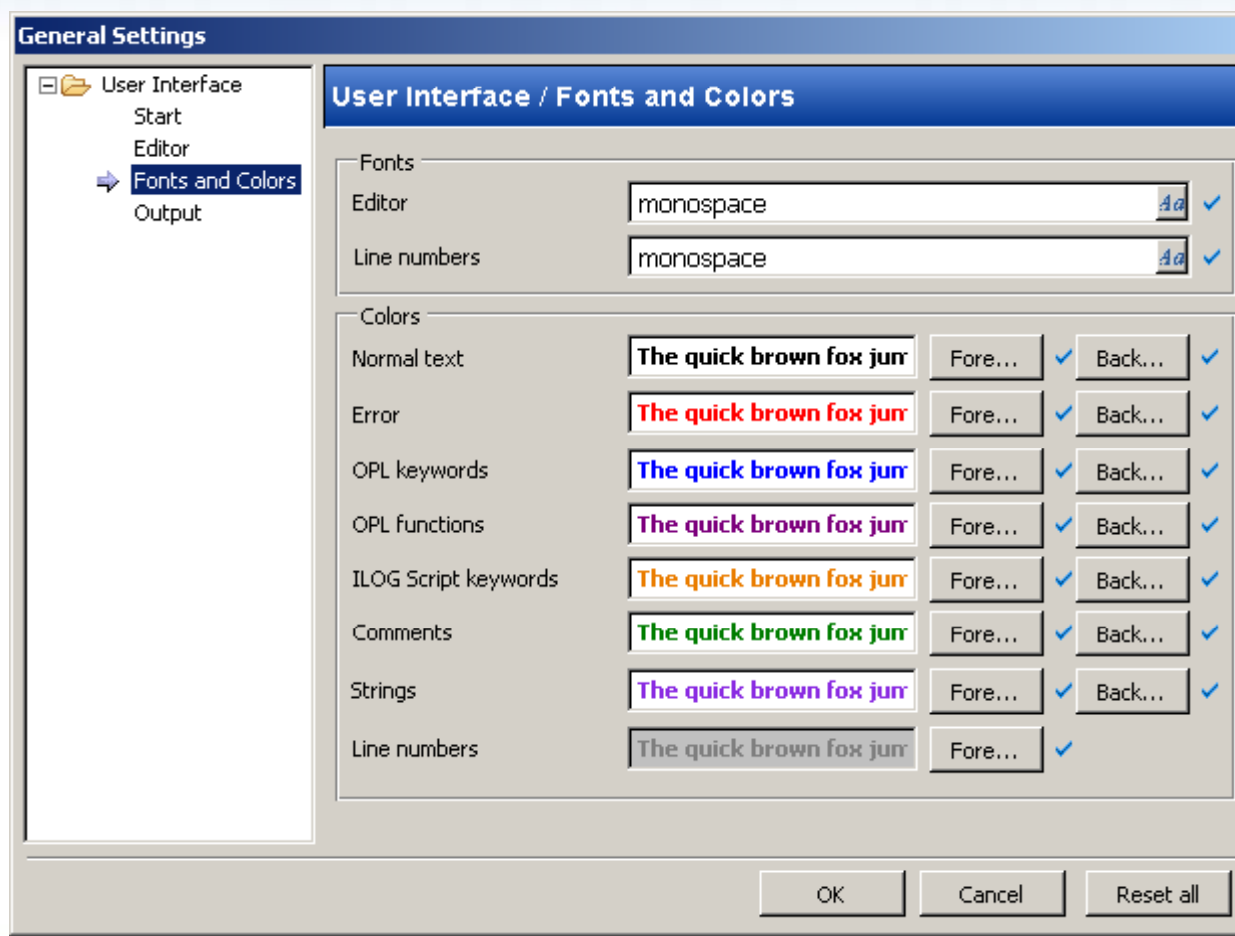 General Settings
User Interface
Start
Editor
Fonts and Colors
Output
User Interface / Fonts and Colors
Fonts
Editor monospace Aa
Line numbers monospace Aa
Colors
Normal text The quick brown fox jum Fore... Back...
Error The quick brown fox jum Fore... Back...
OPL keywords The quick brown fox jum Fore... Back...
OPL functions The quick brown fox jum Fore... Back...
ILOG Script keywords The quick brown fox jum Fore... Back...
Comments The quick brown fox jum Fore... Back...
Strings The quick brown fox jum Fore... Back...
Line numbers The quick brown fox jum Fore...
OK Cancel Reset all